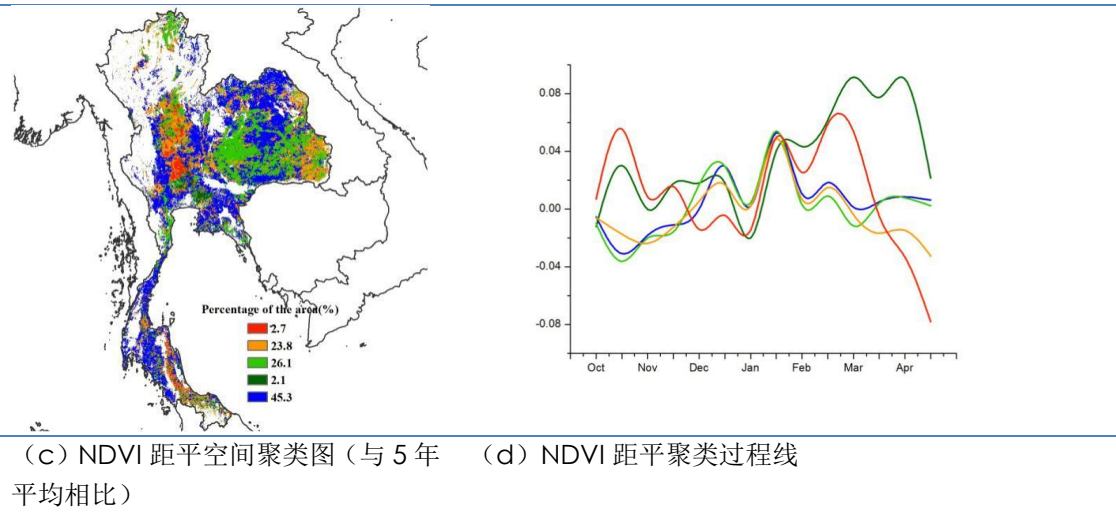 Percentage of the area(%)
2.7
23.8
26.1
2.1
45.3
0.08
0.04
0.00
-0.04
-0.08
Oct Nov Dec Jan Feb Mar Apr
（c）NDVI 距平空间聚类图（与 5 年
平均相比）
（d）NDVI 距平聚类过程线